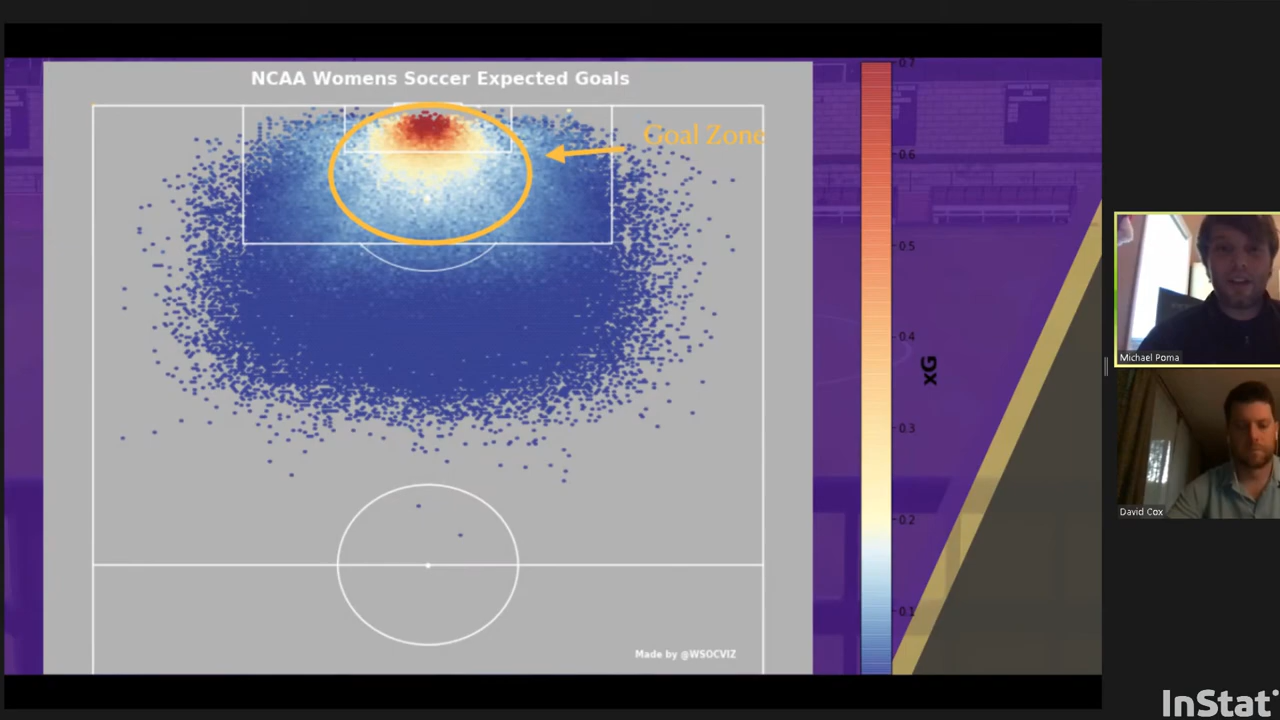 NCAA Womens Soccer Expected Goals
Goal Zone
0.7
0.6
0.5
0.4
0.3
0.2
0.1
xG
Made by @WSOCVIZ
Michael Poma
David Cox
InStat